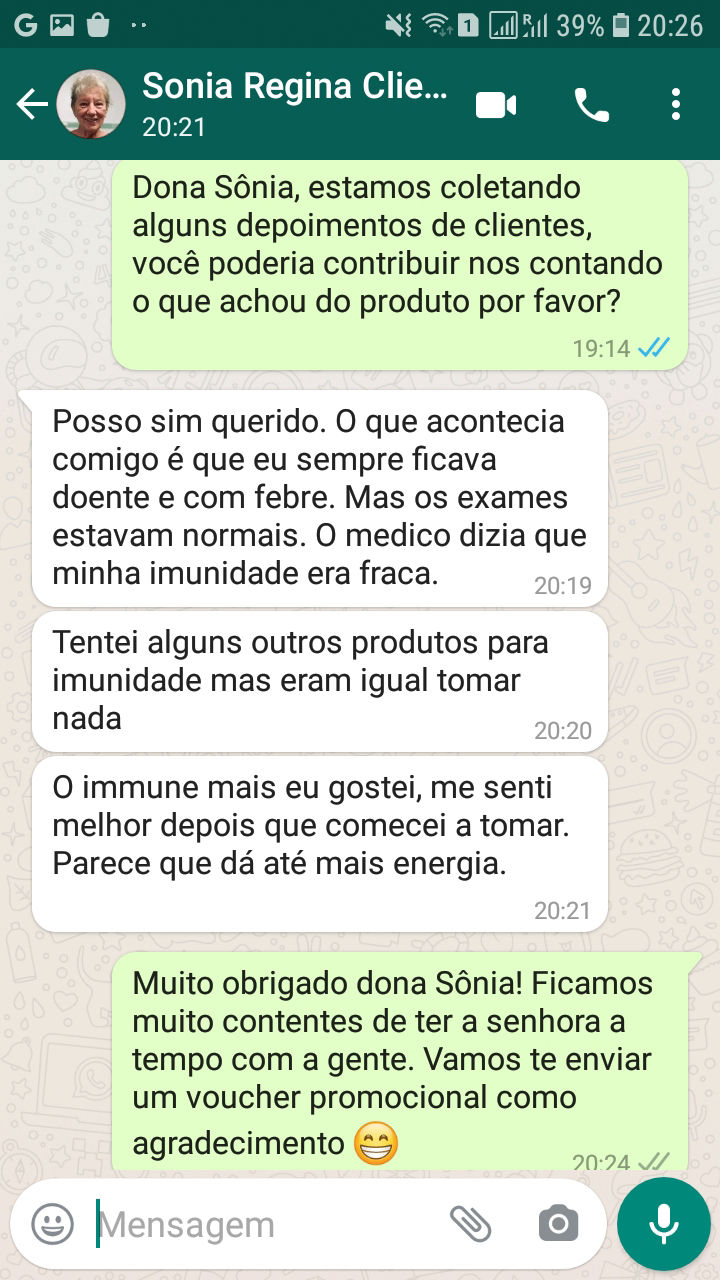 39% 20:26
Sonia Regina Clie...
20:21
Dona Sônia, estamos coletando
alguns depoimentos de clientes,
você poderia contribuir nos contando
o que achou do produto por favor?
19:14
Posso sim querido. O que acontecia
comigo é que eu sempre ficava
doente e com febre. Mas os exames
estavam normais. O medico dizia que
minha imunidade era fraca.
20:19
Tentei alguns outros produtos para
imunidade mas eram igual tomar
nada
20:20
O immune mais eu gostei, me senti
melhor depois que comecei a tomar.
Parece que dá até mais energia.
20:21
Muito obrigado dona Sônia! Ficamos
muito contentes de ter a senhora a
tempo com a gente. Vamos te enviar
um voucher promocional como
agradecimento 😁
20:24
Mensagem